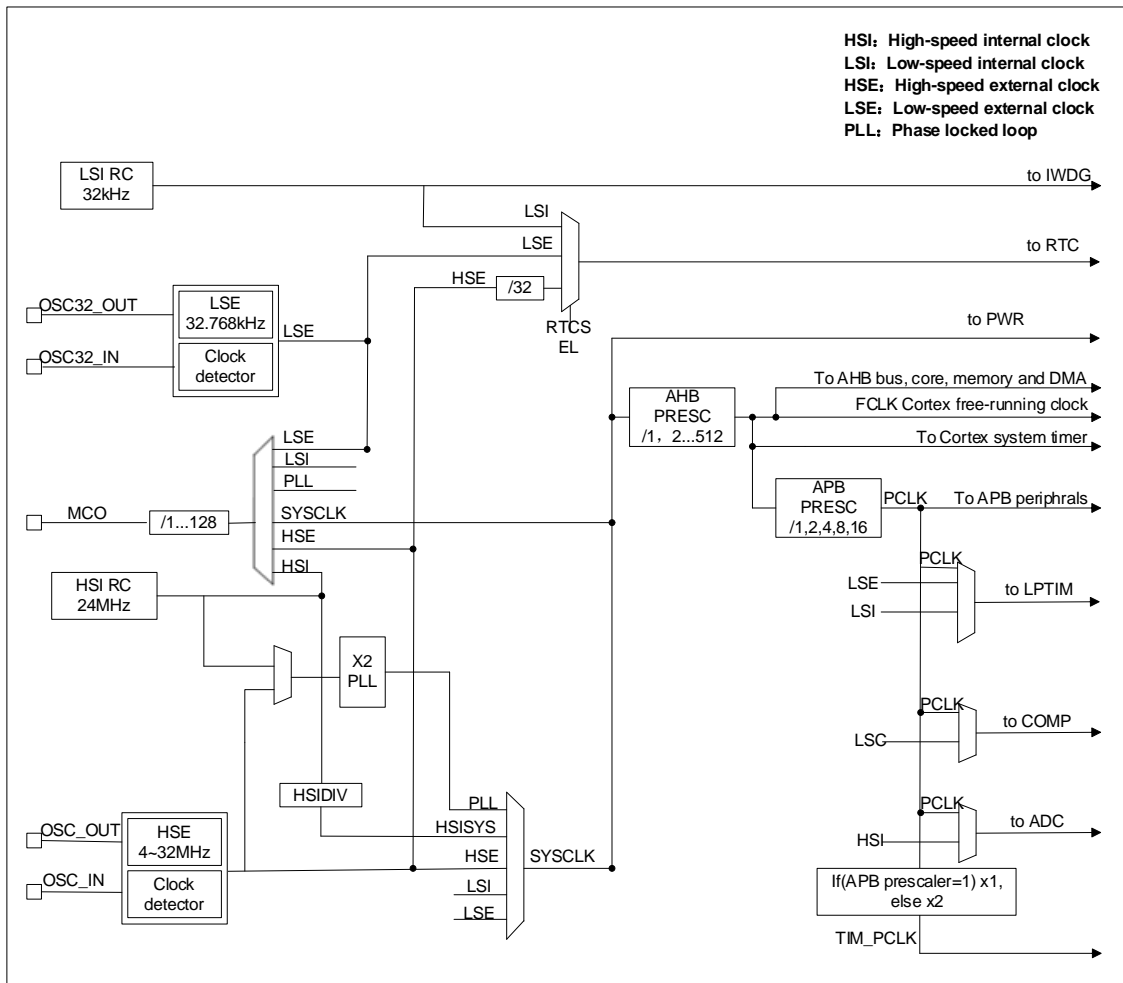 HSI：High-speed internal clock
LSI：Low-speed internal clock
HSE：High-speed external clock
LSE：Low-speed external clock
PLL：Phase locked loop
LSI RC
32kHz
to IWDG
LSI
LSE
to RTC
HSE
/32
RTCS
EL
OSC32_OUT
LSE
32.768kHz
LSE
OSC32_IN
Clock
detector
to PWR
To AHB bus, core, memory and DMA
AHB
PRESC
/1，2...512
FCLK Cortex free-running clock
To Cortex system timer
LSE
LSI
PLL
APB
PRESC
/1,2,4,8,16
PCLK
To APB periphrals
MCO
/1...128
SYSCLK
HSE
HSI
HSI RC
24MHz
PCLK
LSE
LSI
to LPTIM
X2
PLL
PCLK
LSC
to COMP
HSIDIV
PLL
HSISYS
HSE
LSI
LSE
SYSCLK
OSC_OUT
HSE
4~32MHz
OSC_IN
Clock
detector
PCLK
HSI
to ADC
If(APB prescaler=1) x1,
else x2
TIM_PCLK